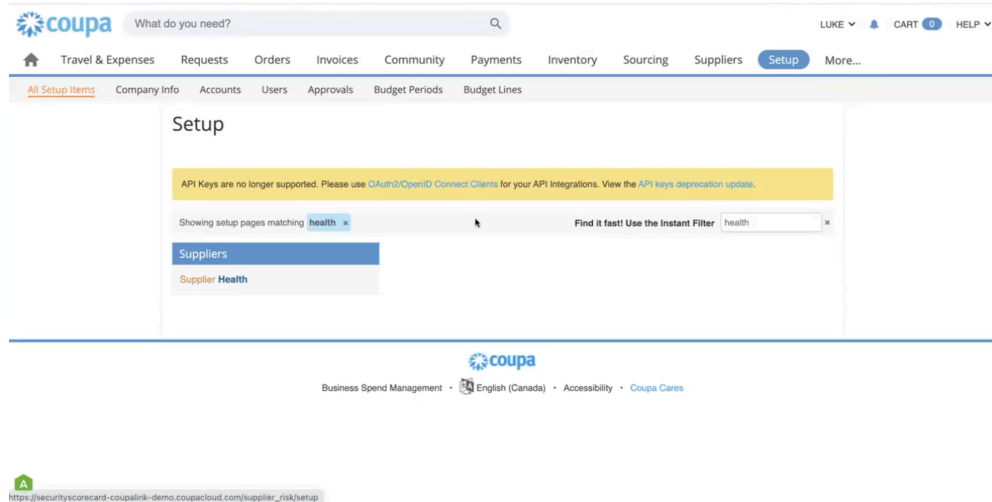 coupa What do you need? LUKE CART 0 HELP
Travel & Expenses Requests Orders Invoices Community Payments Inventory Sourcing Suppliers Setup More...
All Setup Items Company Info Accounts Users Approvals Budget Periods Budget Lines
Setup
API Keys are no longer supported. Please use OAuth2/OpenID Connect Clients for your API Integrations. View the API keys deprecation update.
Showing setup pages matching health × Find it fast! Use the Instant Filter health ×
Suppliers
Supplier Health
coupa
Business Spend Management • English (Canada) • Accessibility • Coupa Cares
A
https://securityscorecard-coupalink-demo.coupacloud.com/supplier_risk/setup